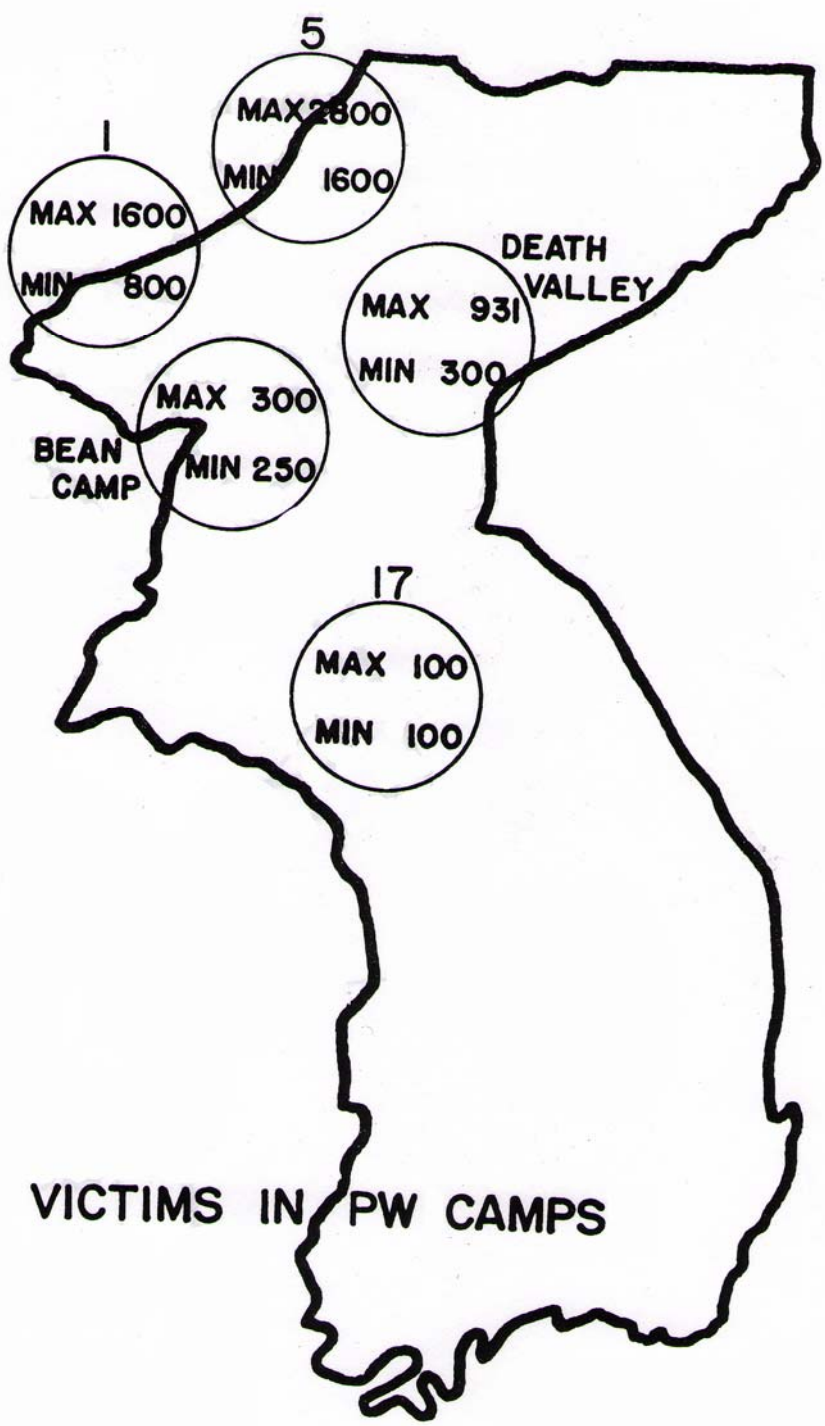 5
MAX 2800
MIN 1600
1
MAX 1600
MIN 800
DEATH
VALLEY
MAX 931
MIN 300
MAX 300
MIN 250
BEAN
CAMP
17
MAX 100
MIN 100
VICTIMS IN PW CAMPS